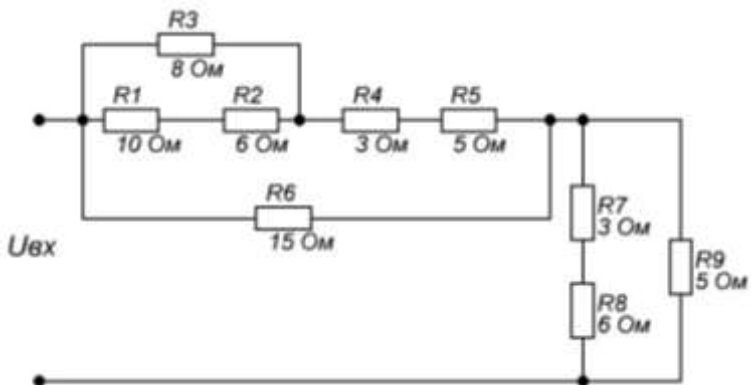 R3
8 Ом
R1
10 Ом
R2
6 Ом
R4
3 Ом
R5
5 Ом
R6
15 Ом
Uвх
R7
3 Ом
R8
6 Ом
R9
5 Ом